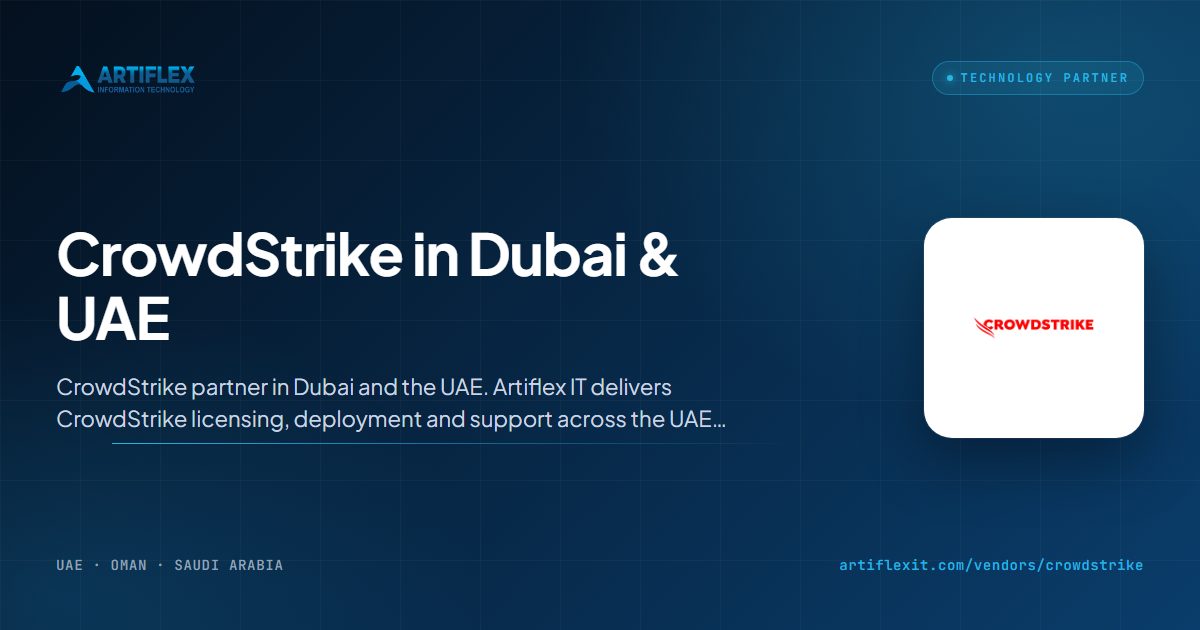 ARTIFLEX
INFORMATION TECHNOLOGY
TECHNOLOGY PARTNER
CrowdStrike in Dubai &
UAE
CrowdStrike partner in Dubai and the UAE. Artiflex IT delivers
CrowdStrike licensing, deployment and support across the UAE...
CROWDSTRIKE
UAE · OMAN · SAUDI ARABIA
artiflexit.com/vendors/crowdstrike